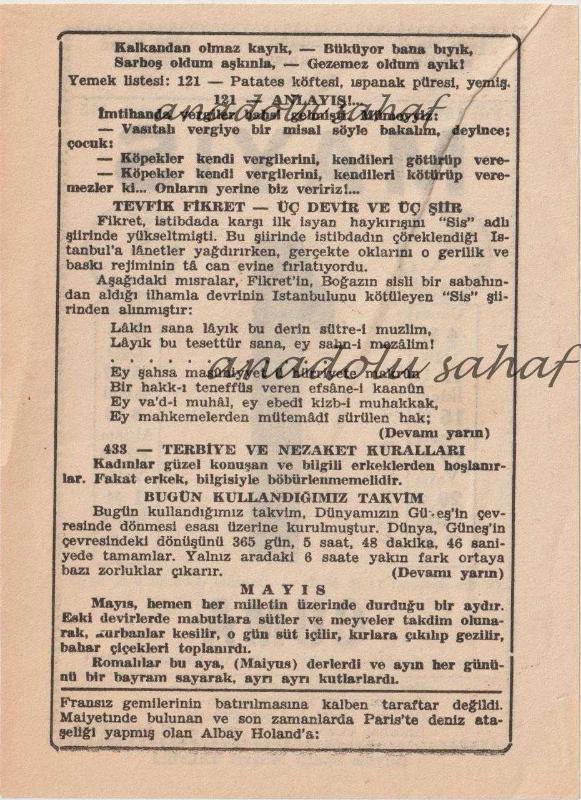 Kalkandan olmaz kayık, — Büküyor bana bıyık,
Sarhoş oldum aşkınla, — Gezemez oldum ayık!
Yemek listesi: 121 — Patates köftesi, ıspanak püresi, yemiş.
121 — ANLAYIŞ!...
anadolu sahaf
İmtihanda vergiler bahsi gelmişti. Mümeyyiz:
— Vasıtalı vergiye bir misal söyle bakalım, deyince;
çocuk:
— Köpekler kendi vergilerini, kendileri götürüp vere-
— Köpekler kendi vergilerini, kendileri kötürüp vere-
mezler ki... Onların yerine biz veririz!...
TEVFİK FİKRET — ÜÇ DEVİR VE ÜÇ ŞİİR
Fikret, istibdada karşı ilk isyan haykırışını "Sis" adlı
şiirinde yükseltmişti. Bu şiirinde istibdadın çöreklendiği İs-
tanbul'a lânetler yağdırırken, gerçekte oklarını o gerilik ve
baskı rejiminin tâ can evine fırlatıyordu.
Aşağıdaki mısralar, Fikret'in, Boğazın sisli bir sabahın-
dan aldığı ilhamla devrinin İstanbulunu kötüleyen "Sis" şii-
rinden alınmıştır:
Lâkin sana lâyık bu derin sütre-i muzlim,
Lâyık bu tesettür sana, ey sahn-i mezâlim!
. . . . . . . . . . . . . . . . .
anadolu sahaf
Ey şahsa masûniyyet ü hürriyete makrûn
Bir hakk-ı teneffüs veren efsâne-i kaanûn
Ey va'd-i muhâl, ey ebedî kizb-i muhakkak,
Ey mahkemelerden mütemâdî sürülen hak;
(Devamı yarın)
433 — TERBİYE VE NEZAKET KURALLARI
Kadınlar güzel konuşan ve bilgili erkeklerden hoşlanır-
lar. Fakat erkek, bilgisiyle böbürlenmemelidir.
BUGÜN KULLANDIĞIMIZ TAKVİM
Bugün kullandığımız takvim, Dünyamızın Güneş'in çev-
resinde dönmesi esası üzerine kurulmuştur. Dünya, Güneş'in
çevresindeki dönüşünü 365 gün, 5 saat, 48 dakika, 46 sani-
yede tamamlar. Yalnız aradaki 6 saate yakın fark ortaya
bazı zorluklar çıkarır. (Devamı yarın)
MAYIS
Mayıs, hemen her milletin üzerinde durduğu bir aydır.
Eski devirlerde mabutlara sütler ve meyveler takdim oluna-
rak, kurbanlar kesilir, o gün süt içilir, kırlara çıkılıp gezilir,
bahar çiçekleri toplanırdı.
Romalılar bu aya, (Maiyus) derlerdi ve ayın her günü-
nü bir bayram sayarak, ayrı ayrı kutlarlardı.
Fransız gemilerinin batırılmasına kalben taraftar değildi.
Maiyetinde bulunan ve son zamanlarda Paris'te deniz ata-
şeliği yapmış olan Albay Holand'a: